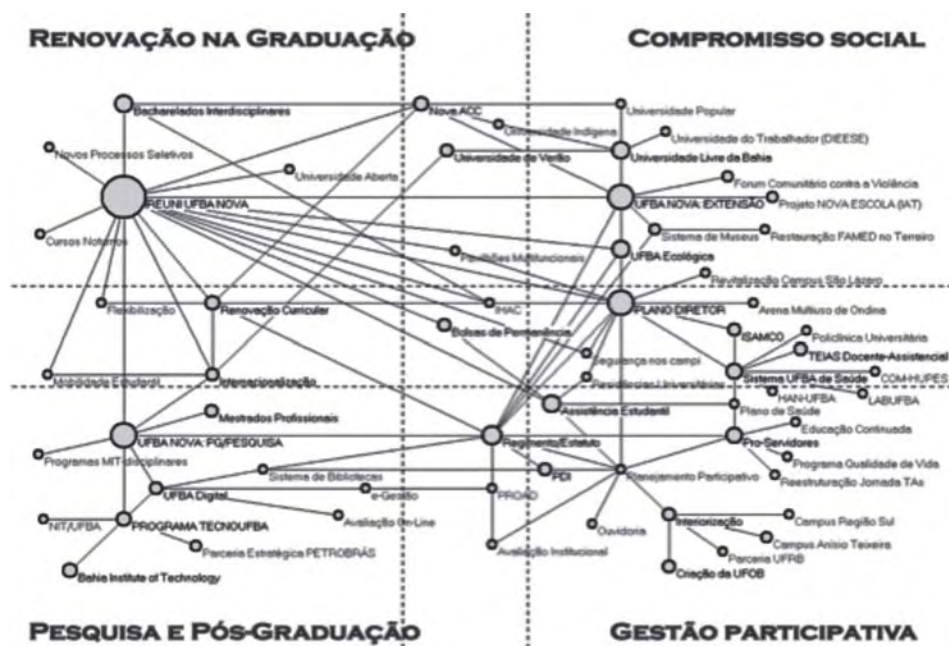 RENOVAÇÃO NA GRADUAÇÃO
COMPROMISSO SOCIAL
Bacharelados Interdisciplinares
Nova ACC
Universidade Popular
Universidade Indígena
Universidade do Trabalhador (DIEESE)
Novos Processos Seletivos
Universidade de Verão
Universidade Livre da Bahia
Universidade Aberta
Forum Comunitário contra a Violência
REUNI UFBA NOVA
UFBA NOVA: EXTENSÃO
Projeto NOVA ESCOLA (IAT)
Cursos Noturnos
Sistema de Museus
Restauração FAMED no Terreiro
Pavilhões Multifuncionais
UFBA Ecológica
Revitalização Campus São Lázaro
Flexibilização
Renovação Curricular
IHAC
PLANO DIRETOR
Arena Multiuso de Ondina
Bolsas de Permanência
ISAMCO
Policlínica Universitária
Segurança nos campi
TEIAS Docente-Assistencial
Mobilidade Estudantil
Internacionalização
Residências Universitárias
Sistema UFBA de Saúde
COM-HUPES
HAN-UFBA
LABUFBA
Mestrados Profissionais
Assistência Estudantil
Plano de Saúde
Educação Continuada
UFBA NOVA: PG/PESQUISA
Regimento/Estatuto
Pro-Servidores
Programas MIT-disciplinares
Programa Qualidade de Vida
Sistema de Bibliotecas
PDI
Planejamento Participativo
Reestruturação Jornada TAs
UFBA Digital
e-Gestão
PROAD
NIT/UFBA
PROGRAMA TECNOUFBA
Avaliação On-Line
Ouvidoria
Interiorização
Campus Região Sul
Parceria Estratégica PETROBRÁS
Avaliação Institucional
Campus Anísio Teixeira
Parceria UFRB
Bahia Institute of Technology
Criação da UFOB
PESQUISA E PÓS-GRADUAÇÃO
GESTÃO PARTICIPATIVA